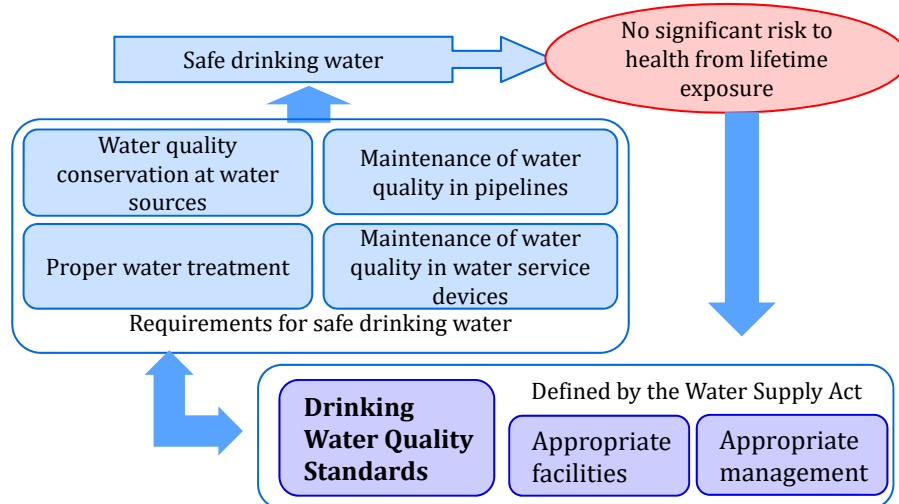 Safe drinking water
No significant risk to
health from lifetime
exposure
Water quality
conservation at water
sources
Maintenance of water
quality in pipelines
Proper water treatment
Maintenance of water
quality in water service
devices
Requirements for safe drinking water
Defined by the Water Supply Act
Drinking
Water Quality
Standards
Appropriate
facilities
Appropriate
management